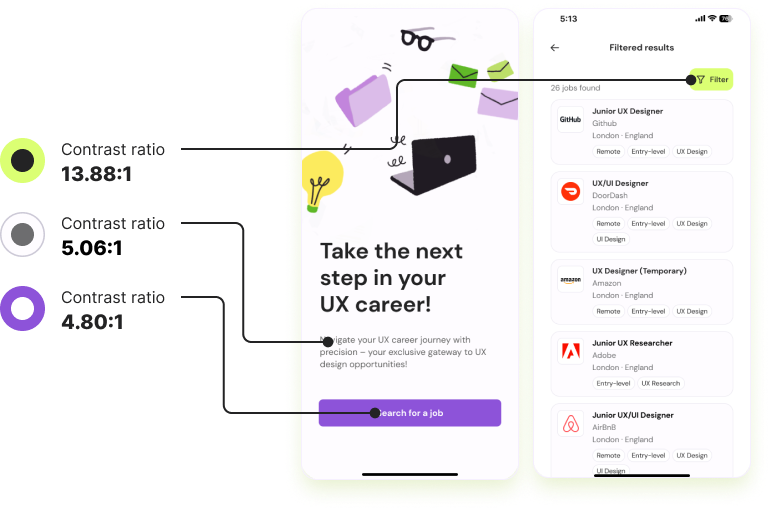 Contrast ratio
13.88:1
Contrast ratio
5.06:1
Contrast ratio
4.80:1
Take the next
step in your
UX career!
your UX career journey with
precision – your exclusive gateway to UX
design opportunities!
for a job
5:13
76
Filtered results
Filter
26 jobs found
GitHub
Junior UX Designer
Github
London · England
Remote Entry-level UX Design
UX/UI Designer
DoorDash
London · England
Remote Entry-level UX Design
UI Design
amazon
UX Designer (Temporary)
Amazon
London · England
Remote Entry-level UX Design
Junior UX Researcher
Adobe
London · England
Entry-level UX Research
Junior UX/UI Designer
AirBnB
London · England
Remote Entry-level UX Design
UI Design